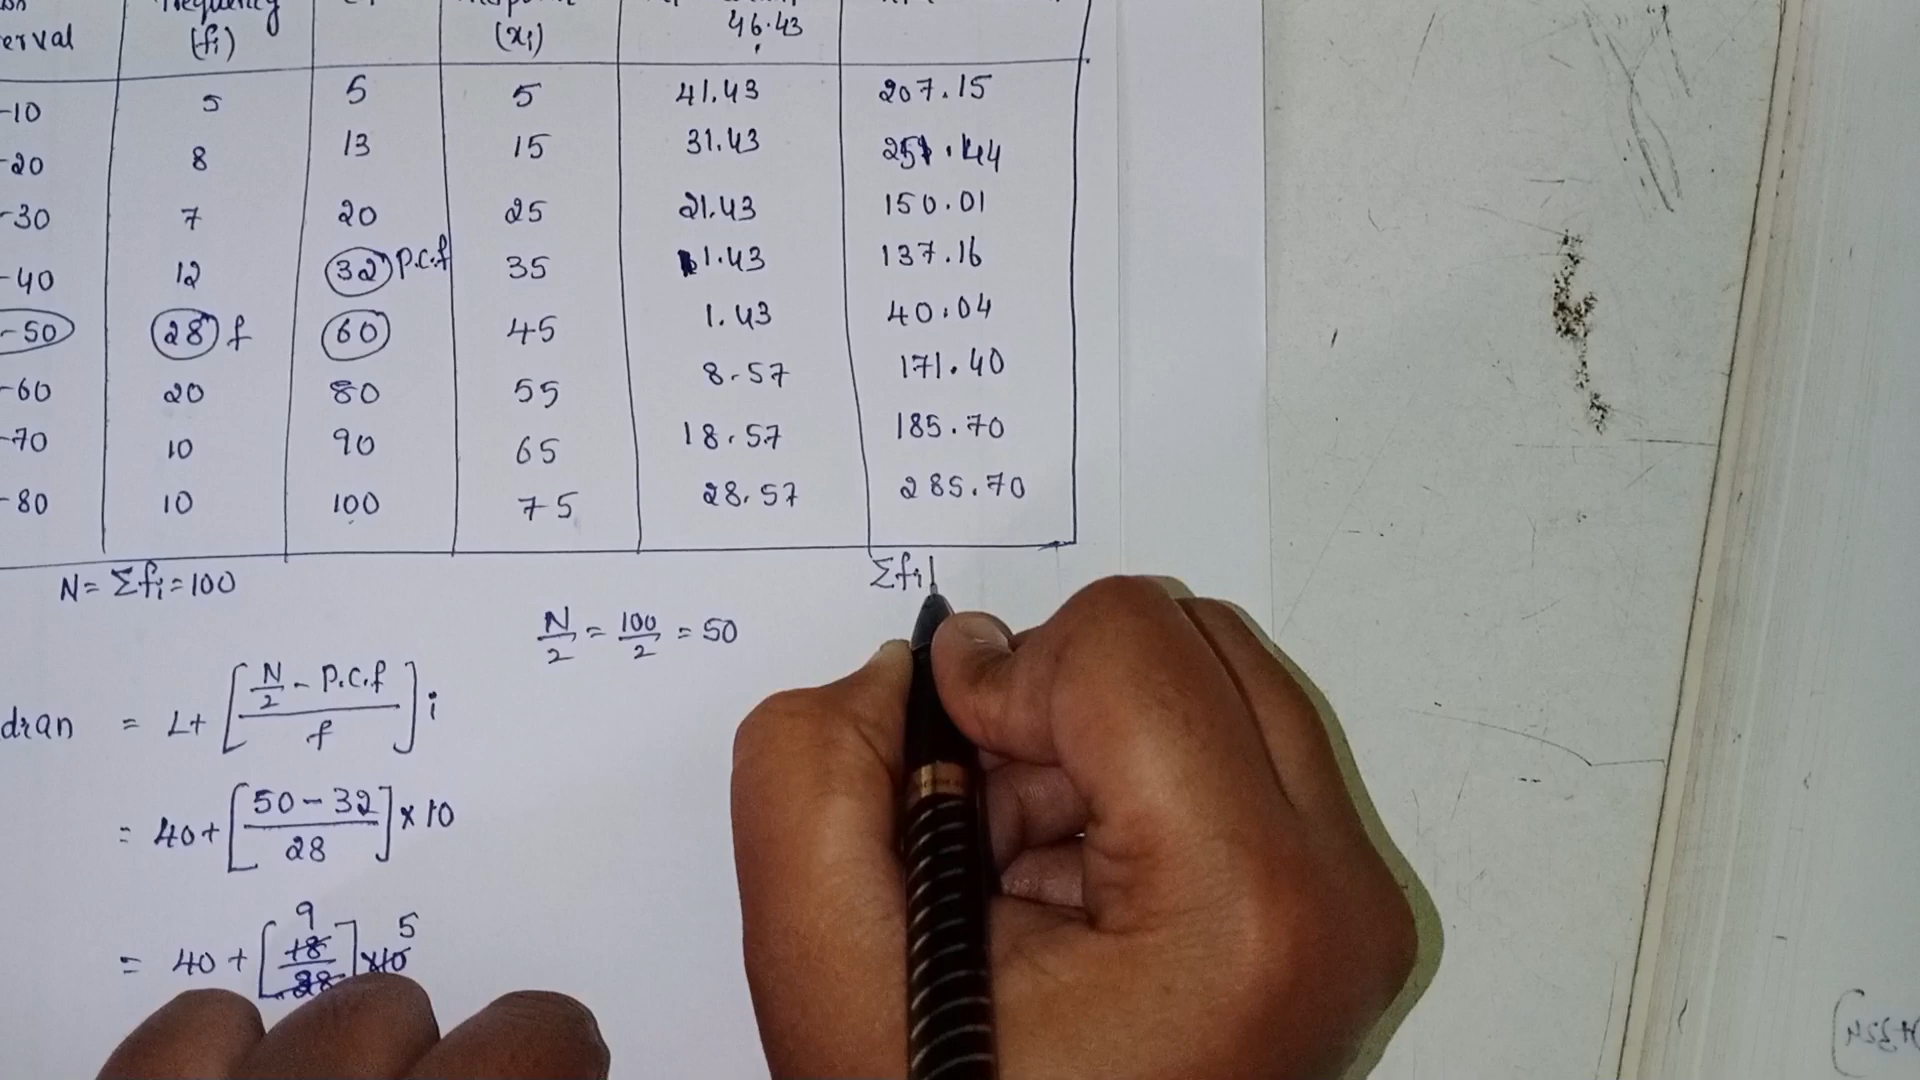 46.43
erval (fi) (xi)
-10 5 5 5 41.43 207.15
-20 8 13 15 31.43 251.44
-30 7 20 25 21.43 150.01
-40 12 32 P.C.f 35 11.43 137.16
-50 28 f 60 45 1.43 40.04
-60 20 80 55 8.57 171.40
-70 10 90 65 18.57 185.70
-80 10 100 75 28.57 285.70
N = Σfi = 100 Σfi|
N/2 = 100/2 = 50
dian = L + [N/2 - P.C.f / f] i
= 40 + [50 - 32 / 28] × 10
= 40 + [18 9 / 28] × 10 5